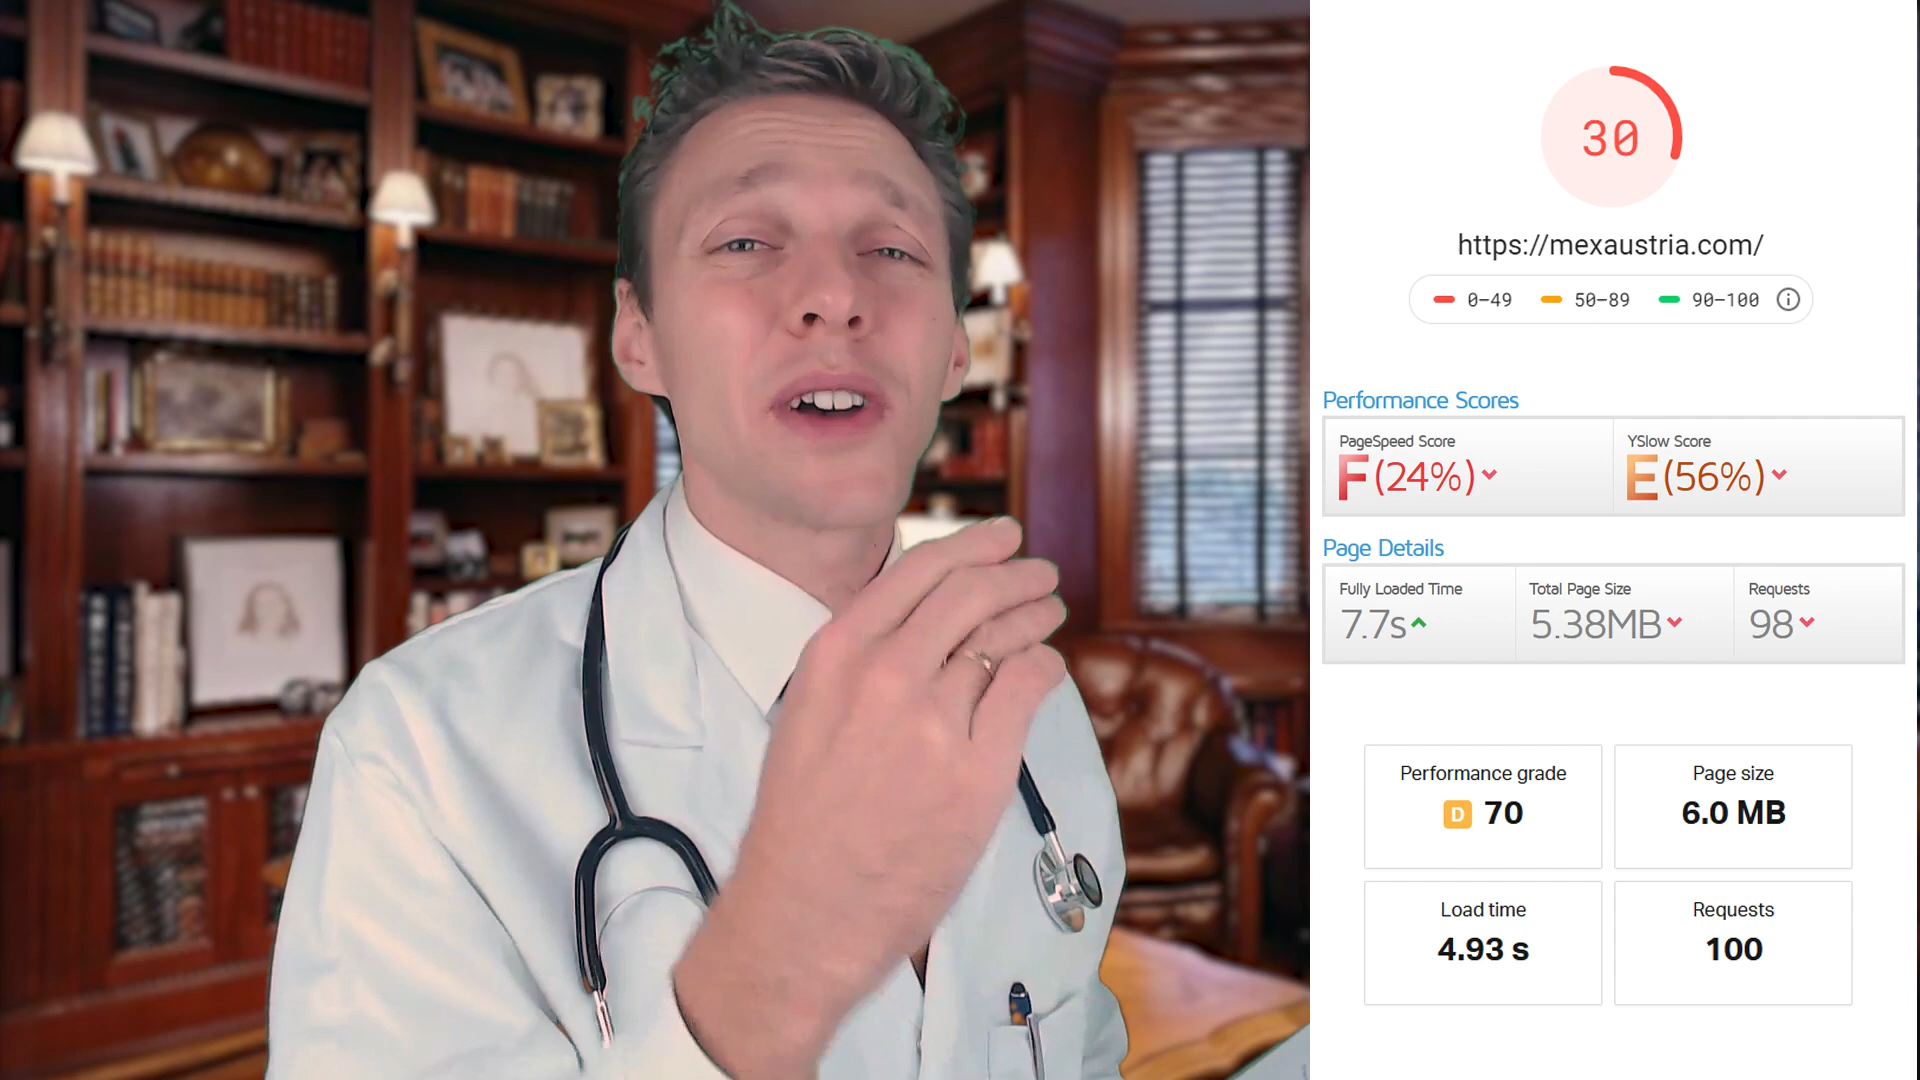 30
https://mexaustria.com/
0–49 50–89 90–100
Performance Scores
PageSpeed Score YSlow Score
F (24%) E (56%)
Page Details
Fully Loaded Time Total Page Size Requests
7.7s 5.38MB 98
Performance grade Page size
D 70 6.0 MB
Load time Requests
4.93 s 100